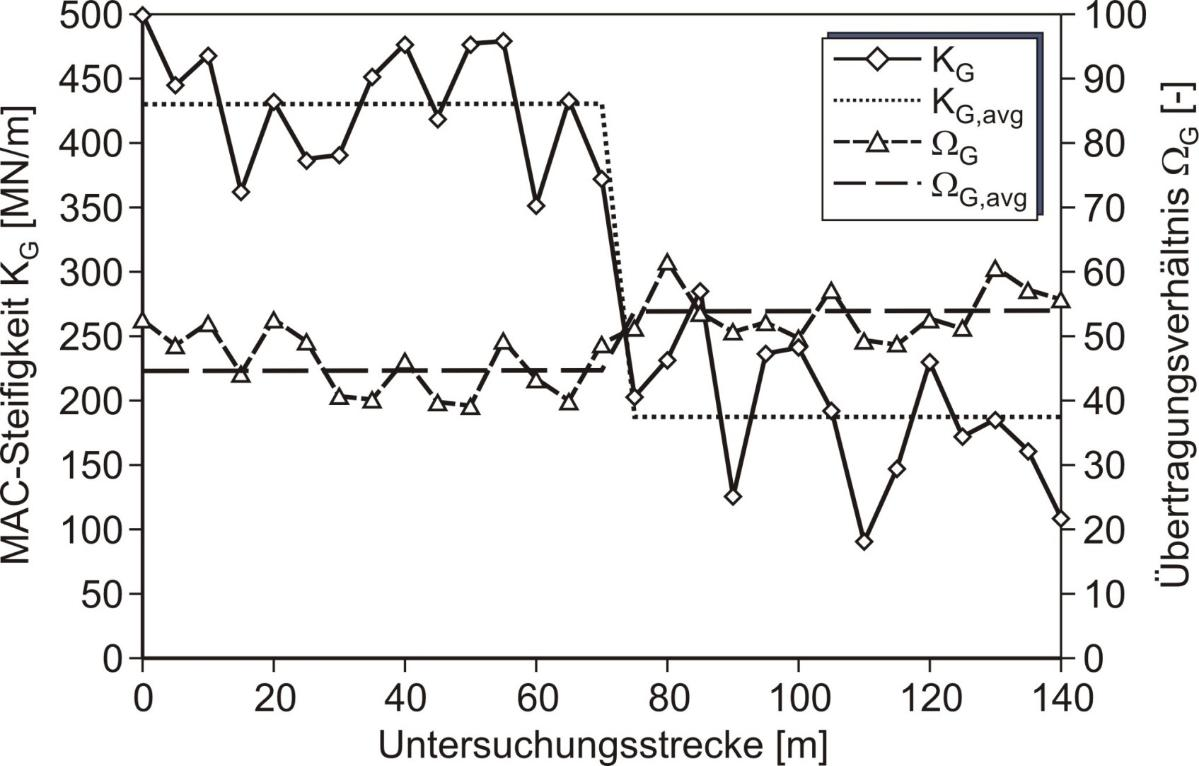 MAC-Steifigkeit K_G [MN/m]
500
450
400
350
300
250
200
150
100
50
0
K_G
K_G,avg
Ω_G
Ω_G,avg
100
90
80
70
60
50
40
30
20
10
0
Übertragungsverhältnis Ω_G [-]
0 20 40 60 80 100 120 140
Untersuchungsstrecke [m]